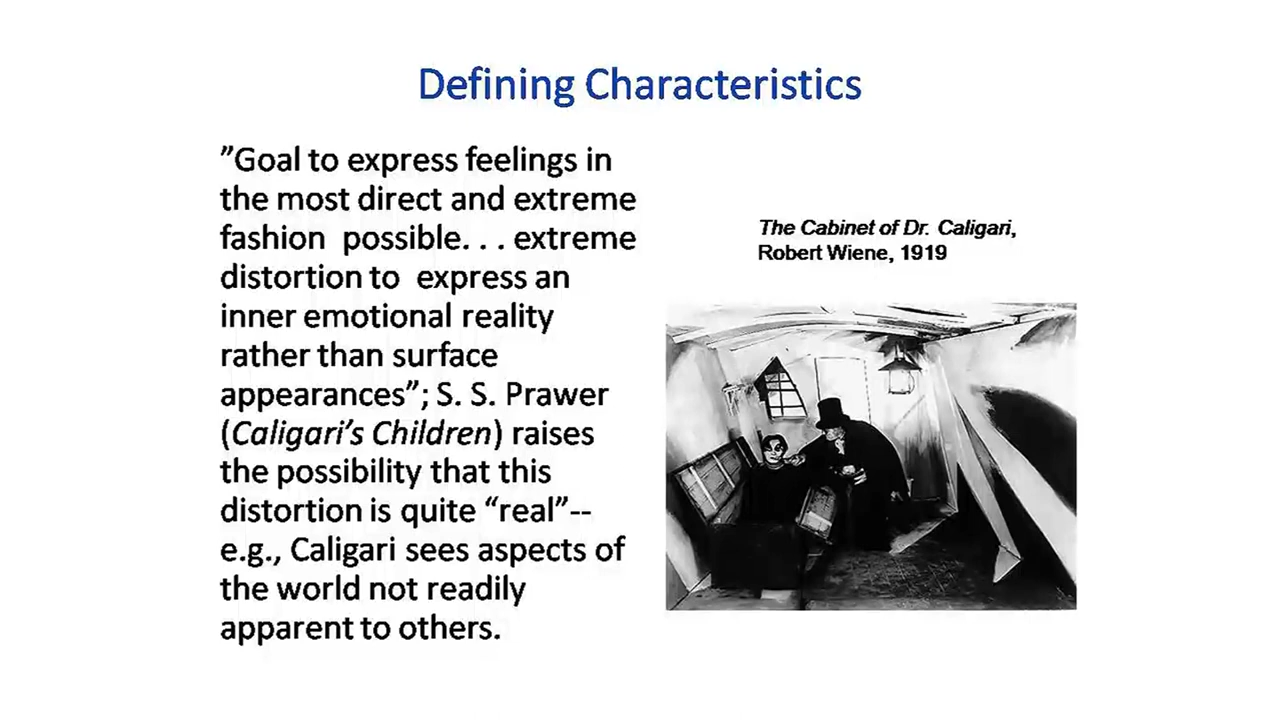 Defining Characteristics
”Goal to express feelings in
the most direct and extreme
fashion possible. . . extreme
distortion to express an
inner emotional reality
rather than surface
appearances”; S. S. Prawer
(Caligari’s Children) raises
the possibility that this
distortion is quite “real”--
e.g., Caligari sees aspects of
the world not readily
apparent to others.
The Cabinet of Dr. Caligari,
Robert Wiene, 1919